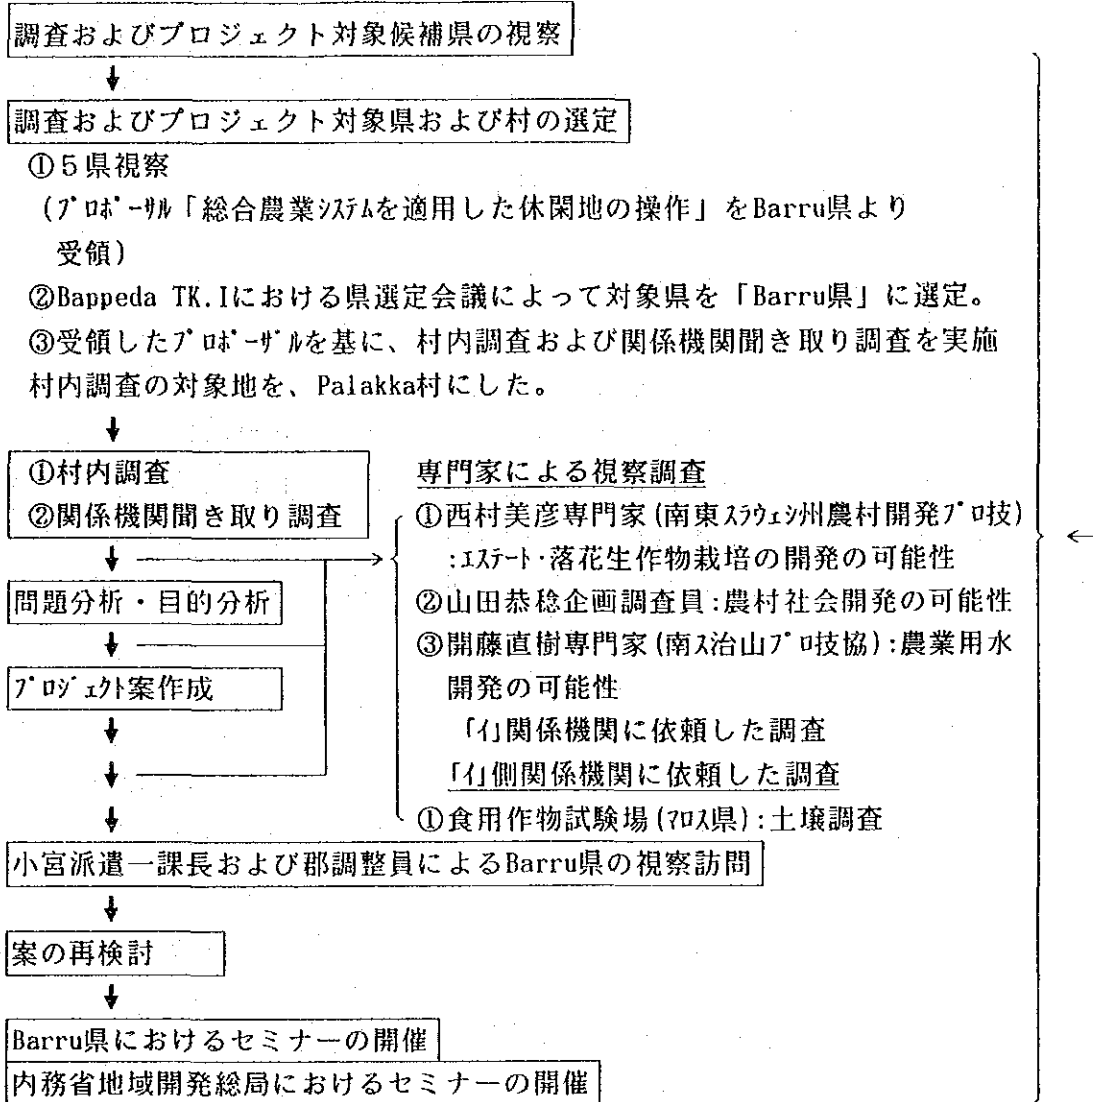 調査およびプロジェクト対象候補県の視察
↓
調査およびプロジェクト対象県および村の選定
①5県視察
(ﾌﾟﾛﾎﾟｰｻﾙ「総合農業ｼｽﾃﾑを適用した休閑地の操作」をBarru県より
受領)
②Bappeda TK.Iにおける県選定会議によって対象県を「Barru県」に選定。
③受領したﾌﾟﾛﾎﾟｰｻﾞﾙを基に、村内調査および関係機関聞き取り調査を実施
村内調査の対象地を、Palakka村にした。
↓
①村内調査
②関係機関聞き取り調査
↓
問題分析・目的分析
↓
ﾌﾟﾛｼﾞｪｸﾄ案作成
↓
↓
↓
専門家による視察調査
①西村美彦専門家(南東ｽﾗｳｪｼ州農村開発ﾌﾟﾛ技)
:ｴｽﾃｰﾄ･落花生作物栽培の開発の可能性
②山田恭稔企画調査員:農村社会開発の可能性
③開藤直樹専門家(南ｽ治山ﾌﾟﾛ技協):農業用水
開発の可能性
「ｲ」関係機関に依頼した調査
「ｲ」側関係機関に依頼した調査
①食用作物試験場(ﾏﾛｽ県):土壌調査
←
小宮派遣一課長および郡調整員によるBarru県の視察訪問
↓
案の再検討
↓
Barru県におけるセミナーの開催
内務省地域開発総局におけるセミナーの開催